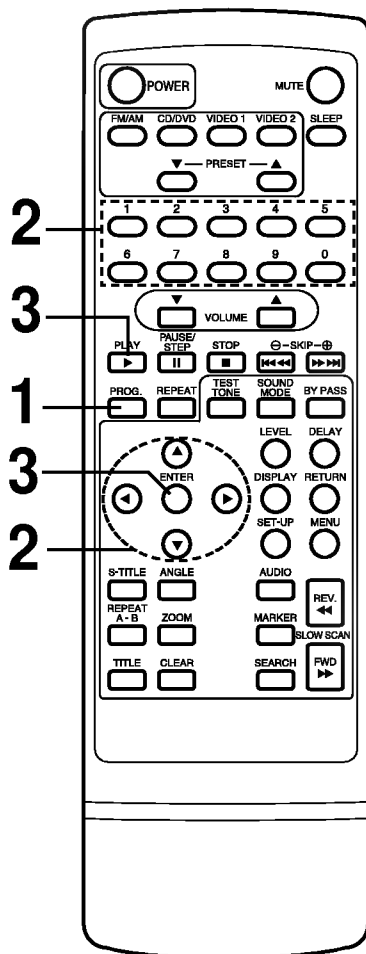 POWER MUTE
FM/AM CD/DVD VIDEO 1 VIDEO 2 SLEEP
▼ PRESET ▲
2 1 2 3 4 5
6 7 8 9 0
3
▼ VOLUME ▲
PLAY PAUSE/STEP STOP ⊖-SKIP-⊕
1 PROG. REPEAT TEST TONE SOUND MODE BY PASS
LEVEL DELAY
3 ENTER DISPLAY RETURN
2 SET-UP MENU
S-TITLE ANGLE AUDIO REV.
REPEAT A-B ZOOM MARKER SLOW SCAN
TITLE CLEAR SEARCH FWD